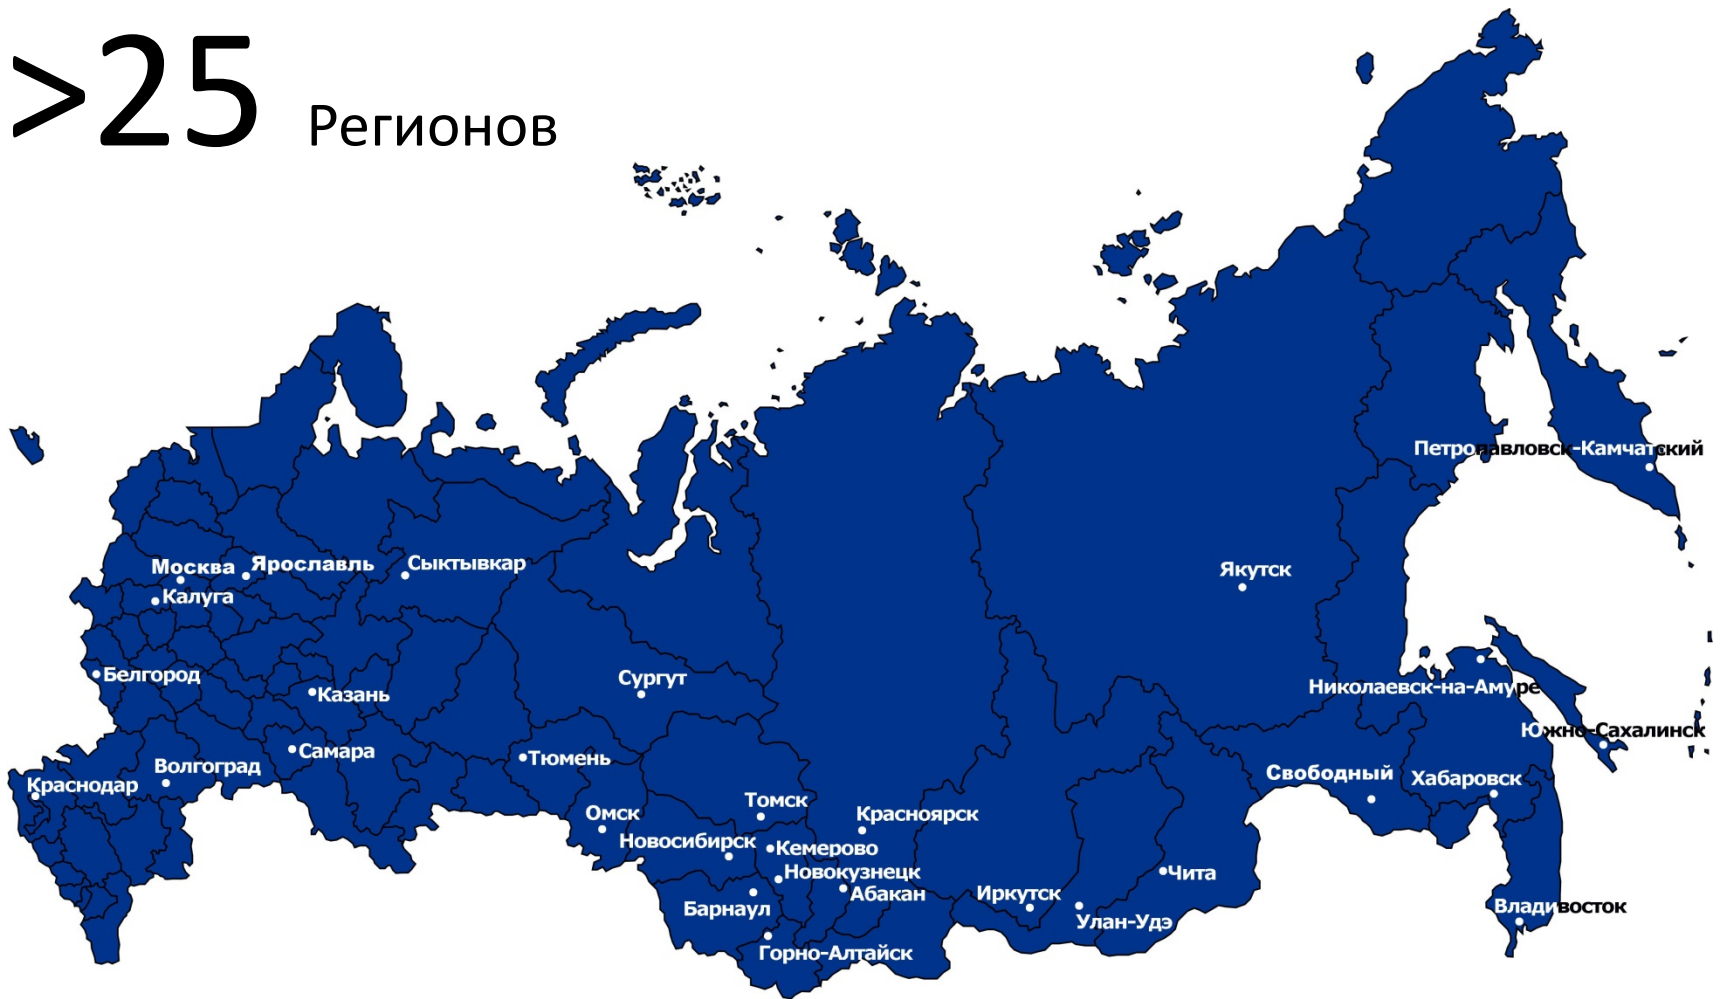 >25 Регионов
Петропавловск-Камчатский
Москва
Ярославль
Сыктывкар
Якутск
Калуга
Белгород
Сургут
Казань
Николаевск-на-Амуре
Южно-Сахалинск
Самара
Тюмень
Волгоград
Краснодар
Свободный
Хабаровск
Томск
Омск
Красноярск
Новосибирск
Кемерово
Новокузнецк
Чита
Абакан
Иркутск
Барнаул
Владивосток
Улан-Удэ
Горно-Алтайск